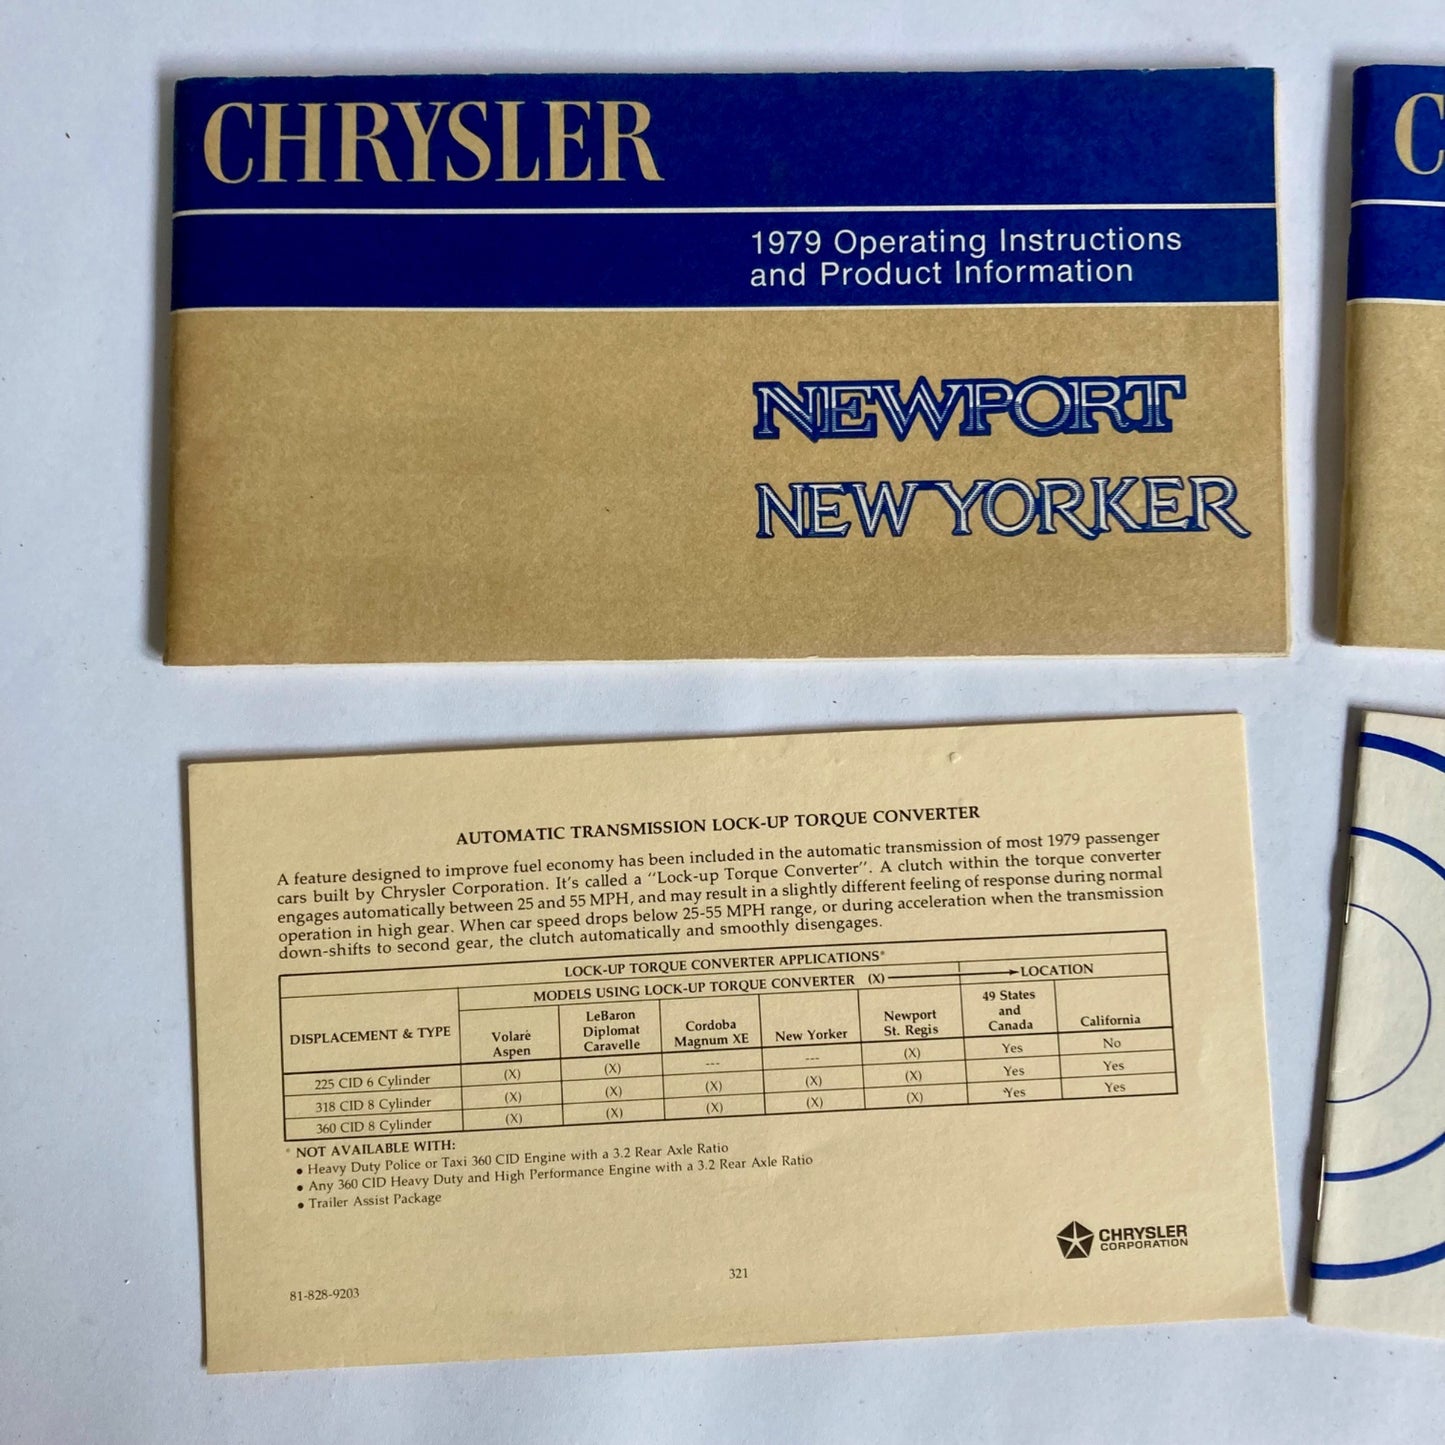 CHRYSLER
1979 Operating Instructions
and Product Information
NEWPORT
NEW YORKER
C
AUTOMATIC TRANSMISSION LOCK-UP TORQUE CONVERTER
A feature designed to improve fuel economy has been included in the automatic transmission of most 1979 passenger
cars built by Chrysler Corporation. It's called a "Lock-up Torque Converter". A clutch within the torque converter
engages automatically between 25 and 55 MPH, and may result in a slightly different feeling of response during normal
operation in high gear. When car speed drops below 25-55 MPH range, or during acceleration when the transmission
down-shifts to second gear, the clutch automatically and smoothly disengages.
LOCK-UP TORQUE CONVERTER APPLICATIONS*
MODELS USING LOCK-UP TORQUE CONVERTER (X) LOCATION
DISPLACEMENT & TYPE
Volaré
Aspen
LeBaron
Diplomat
Caravelle
Cordoba
Magnum XE
New Yorker
Newport
St. Regis
49 States
and
Canada
California
225 CID 6 Cylinder (X) (X) --- --- (X) Yes No
318 CID 8 Cylinder (X) (X) (X) (X) (X) Yes Yes
360 CID 8 Cylinder (X) (X) (X) (X) (X) Yes Yes
* NOT AVAILABLE WITH:
● Heavy Duty Police or Taxi 360 CID Engine with a 3.2 Rear Axle Ratio
● Any 360 CID Heavy Duty and High Performance Engine with a 3.2 Rear Axle Ratio
● Trailer Assist Package
CHRYSLER
CORPORATION
321
81-828-9203